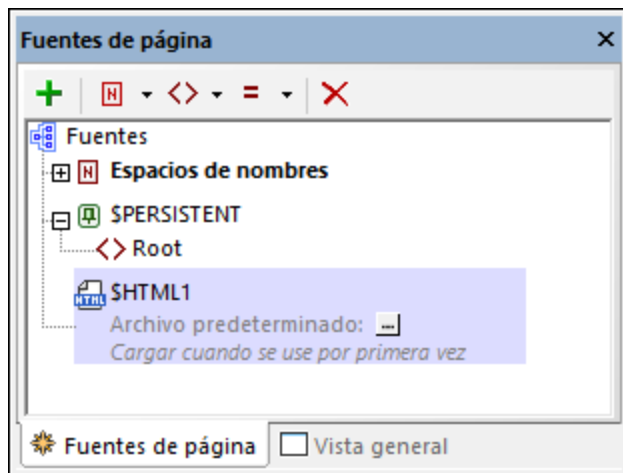 Fuentes de página
Fuentes
Espacios de nombres
$PERSISTENT
Root
$HTML1
Archivo predeterminado: ...
Cargar cuando se use por primera vez
Fuentes de página Vista general